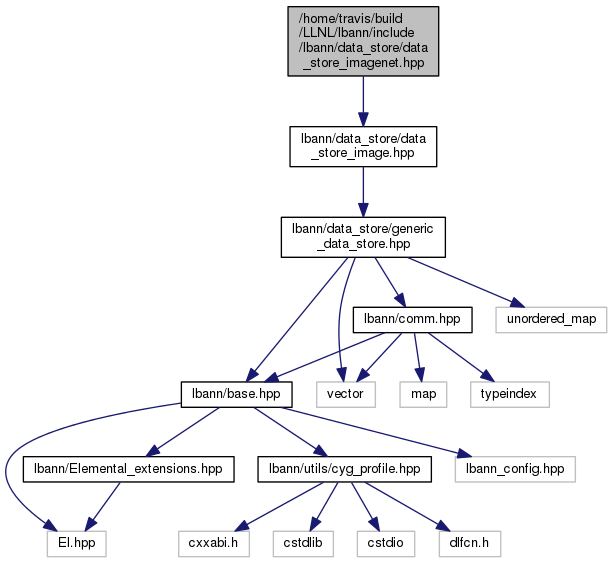 /home/travis/build
/LLNL/lbann/include
/lbann/data_store/data
_store_imagenet.hpp
lbann/data_store/data
_store_image.hpp
lbann/data_store/generic
_data_store.hpp
lbann/comm.hpp
unordered_map
lbann/base.hpp
vector
map
typeindex
lbann/Elemental_extensions.hpp
lbann/utils/cyg_profile.hpp
lbann_config.hpp
El.hpp
cxxabi.h
cstdlib
cstdio
dlfcn.h